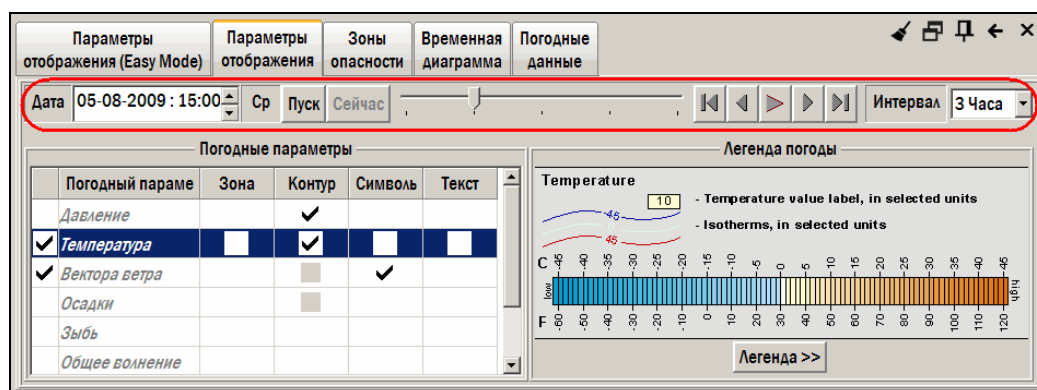 Параметры отображения (Easy Mode)
Параметры отображения
Зоны опасности
Временная диаграмма
Погодные данные
Дата 05-08-2009 : 15:00 Ср Пуск Сейчас Интервал 3 Часа
Погодные параметры
Погодный параме Зона Контур Символь Текст
Давление
Температура
Вектора ветра
Осадки
Зыбь
Общее волнение
Легенда погоды
Temperature
10 - Temperature value label, in selected units
-45
0
45
- Isotherms, in selected units
C -45 -40 -35 -30 -25 -20 -15 -10 -5 0 5 10 15 20 25 30 35 40 45
low high
F -60 -50 -40 -30 -20 -10 0 10 20 30 40 50 60 70 80 90 100 110 120
Легенда >>